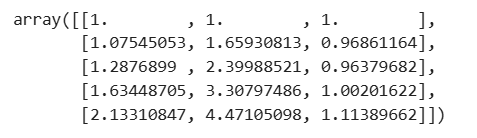 array([[1.        , 1.        , 1.        ],
       [1.07545053, 1.65930813, 0.96861164],
       [1.2876899 , 2.39988521, 0.96379682],
       [1.63448705, 3.30797486, 1.00201622],
       [2.13310847, 4.47105098, 1.11389662]])